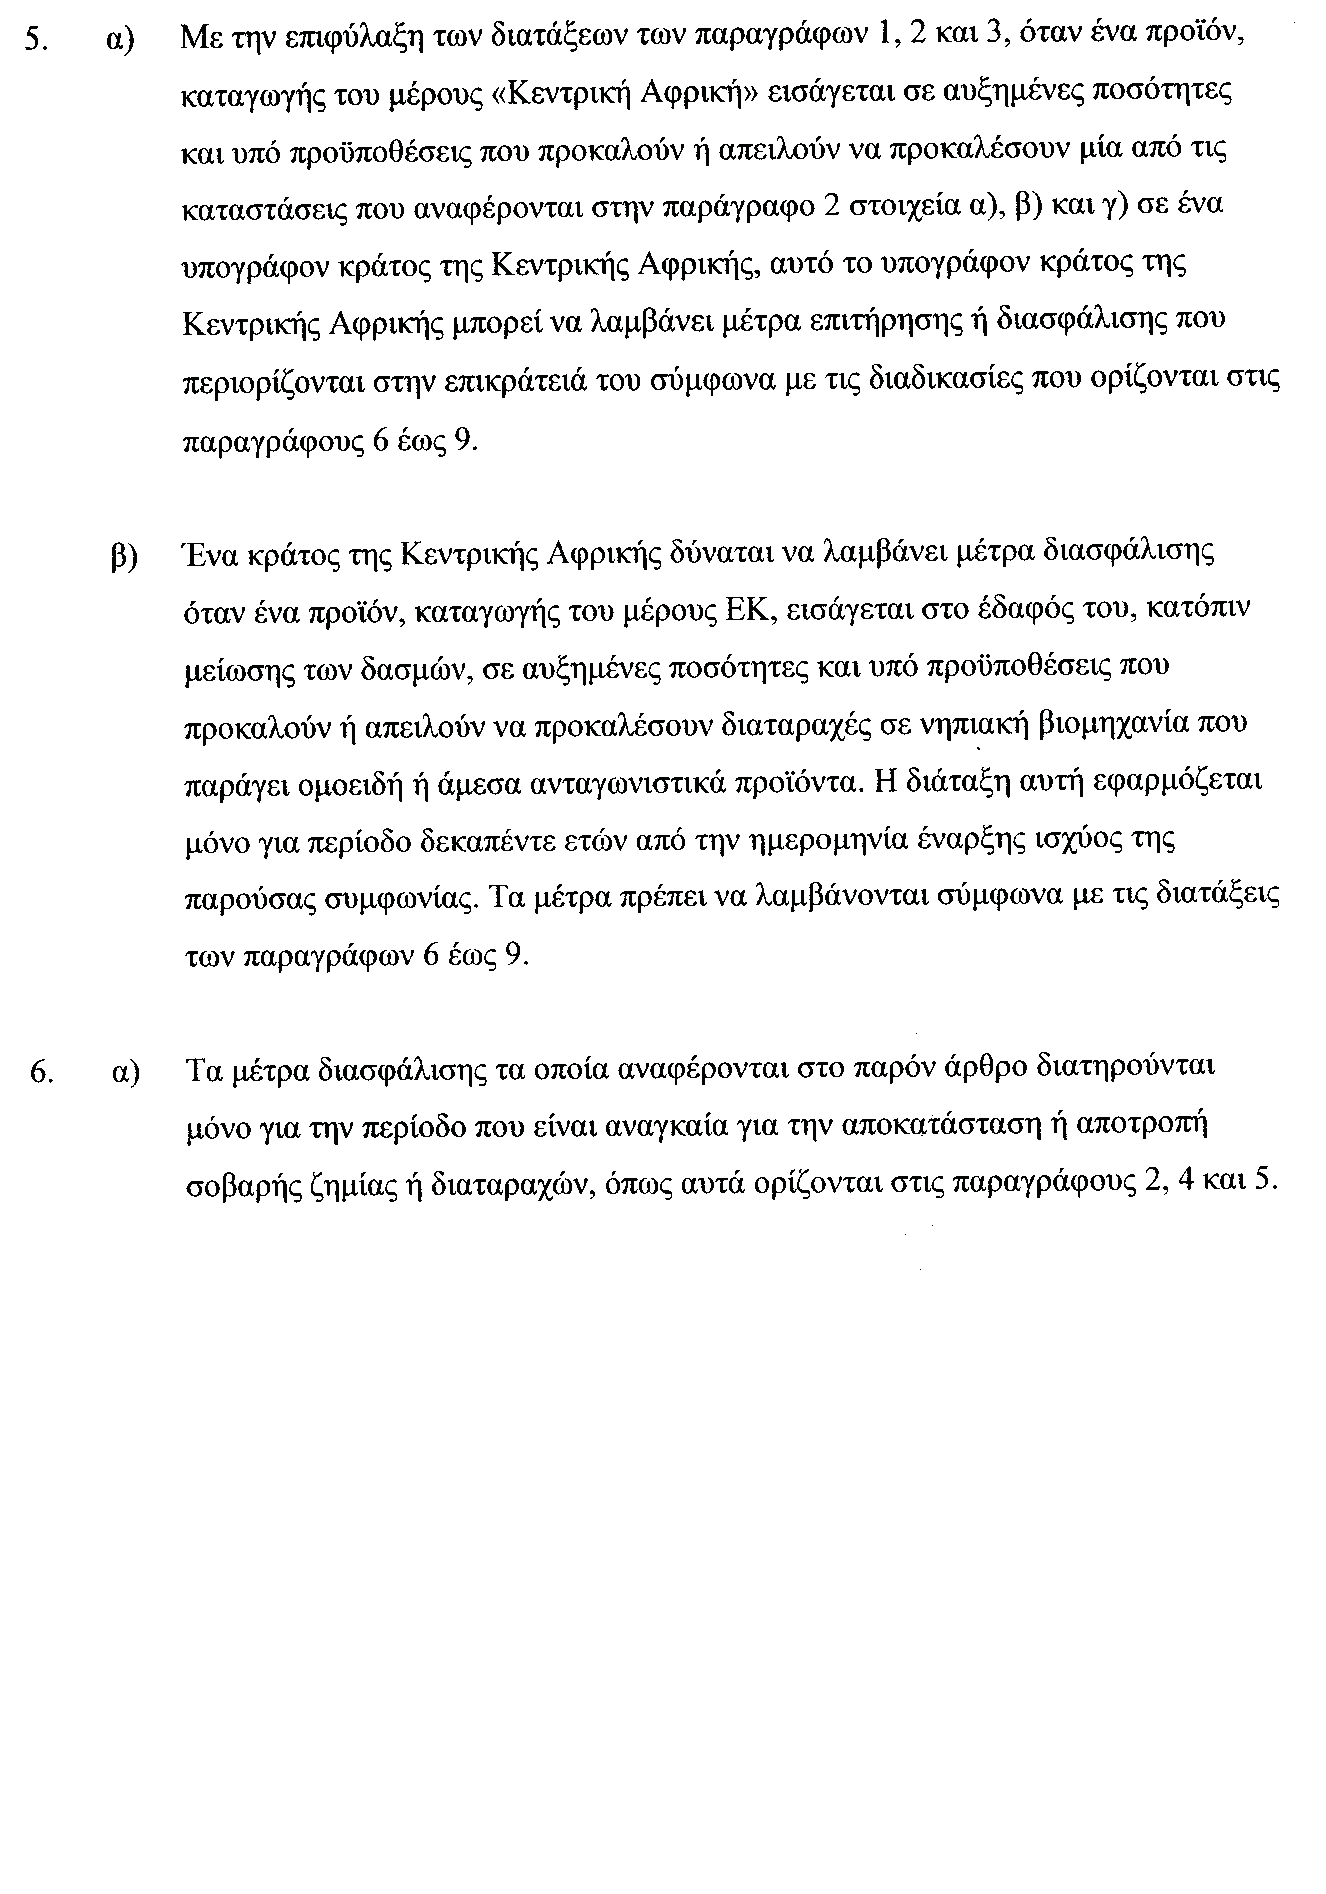 5. α) Με την επιφύλαξη των διατάξεων των παραγράφων 1, 2 και 3, όταν ένα προϊόν,
καταγωγής του μέρους «Κεντρική Αφρική» εισάγεται σε αυξημένες ποσότητες
και υπό προϋποθέσεις που προκαλούν ή απειλούν να προκαλέσουν μία από τις
καταστάσεις που αναφέρονται στην παράγραφο 2 στοιχεία α), β) και γ) σε ένα
υπογράφον κράτος της Κεντρικής Αφρικής, αυτό το υπογράφον κράτος της
Κεντρικής Αφρικής μπορεί να λαμβάνει μέτρα επιτήρησης ή διασφάλισης που
περιορίζονται στην επικράτειά του σύμφωνα με τις διαδικασίες που ορίζονται στις
παραγράφους 6 έως 9.
β) Ένα κράτος της Κεντρικής Αφρικής δύναται να λαμβάνει μέτρα διασφάλισης
όταν ένα προϊόν, καταγωγής του μέρους ΕΚ, εισάγεται στο έδαφός του, κατόπιν
μείωσης των δασμών, σε αυξημένες ποσότητες και υπό προϋποθέσεις που
προκαλούν ή απειλούν να προκαλέσουν διαταραχές σε νηπιακή βιομηχανία που
παράγει ομοειδή ή άμεσα ανταγωνιστικά προϊόντα. Η διάταξη αυτή εφαρμόζεται
μόνο για περίοδο δεκαπέντε ετών από την ημερομηνία έναρξης ισχύος της
παρούσας συμφωνίας. Τα μέτρα πρέπει να λαμβάνονται σύμφωνα με τις διατάξεις
των παραγράφων 6 έως 9.
6. α) Τα μέτρα διασφάλισης τα οποία αναφέρονται στο παρόν άρθρο διατηρούνται
μόνο για την περίοδο που είναι αναγκαία για την αποκατάσταση ή αποτροπή
σοβαρής ζημίας ή διαταραχών, όπως αυτά ορίζονται στις παραγράφους 2, 4 και 5.